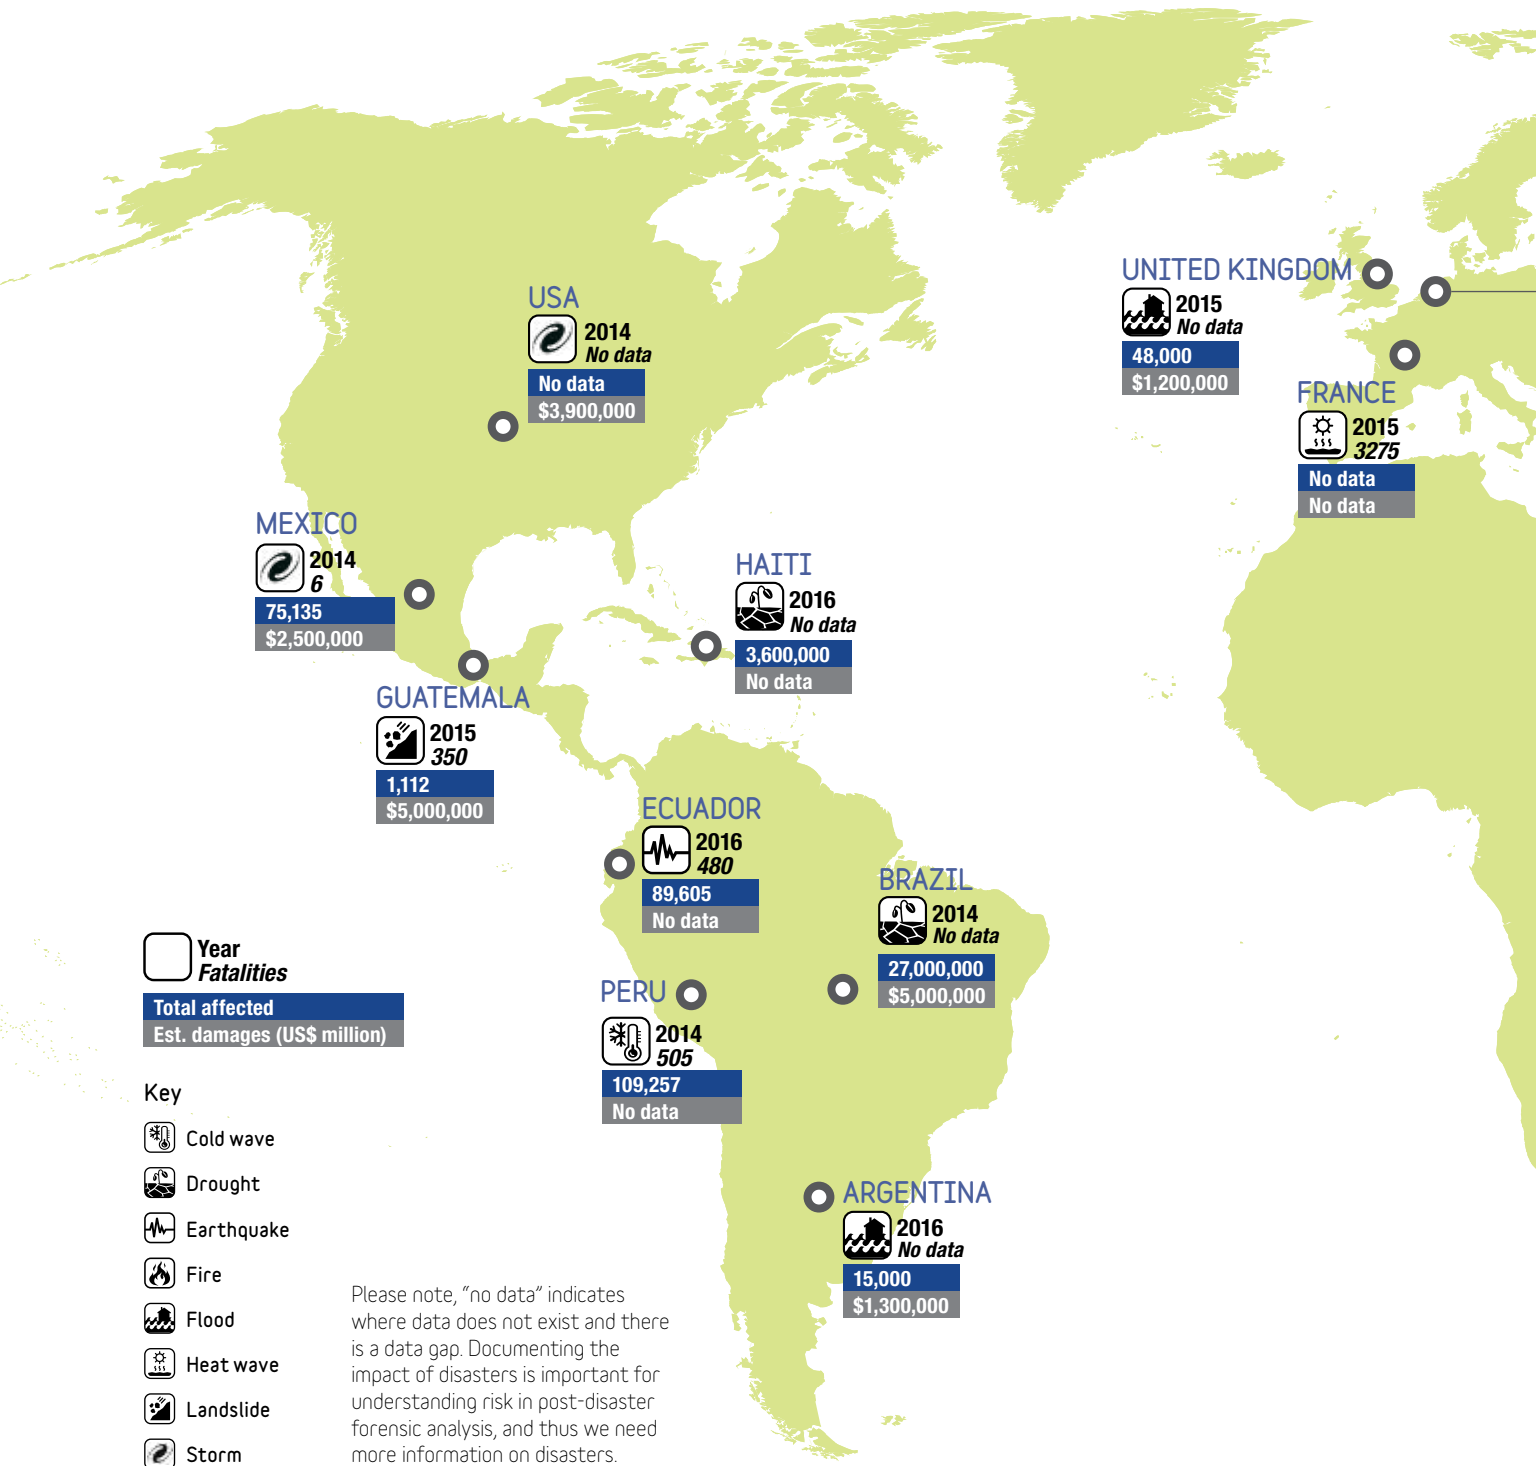 USA
2014
No data
No data
$3,900,000
UNITED KINGDOM
2015
No data
48,000
$1,200,000
FRANCE
2015
3275
No data
No data
MEXICO
2014
6
75,135
$2,500,000
HAITI
2016
No data
3,600,000
No data
GUATEMALA
2015
350
1,112
$5,000,000
ECUADOR
2016
480
89,605
No data
BRAZIL
2014
No data
27,000,000
$5,000,000
PERU
2014
505
109,257
No data
ARGENTINA
2016
No data
15,000
$1,300,000
Year
Fatalities
Total affected
Est. damages (US$ million)
Key
Cold wave
Drought
Earthquake
Fire
Flood
Heat wave
Landslide
Storm
Please note, “no data” indicates
where data does not exist and there
is a data gap. Documenting the
impact of disasters is important for
understanding risk in post-disaster
forensic analysis, and thus we need
more information on disasters.